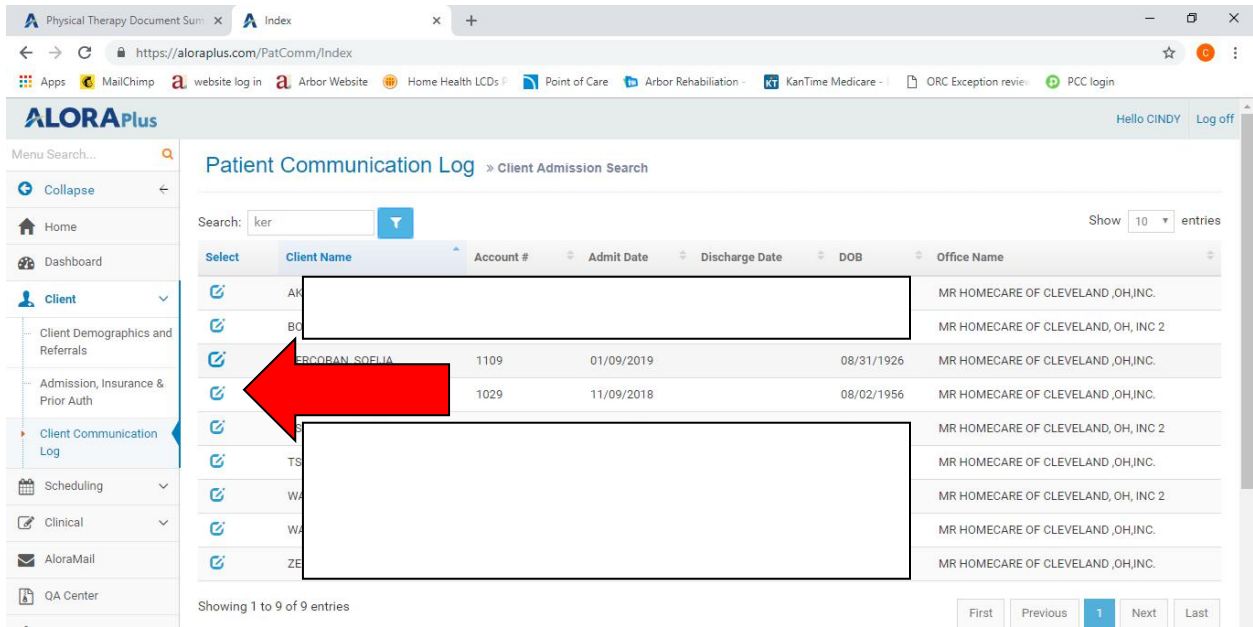 Physical Therapy Document Sum
Index
https://aloraplus.com/PatComm/Index
C
Apps MailChimp website log in Arbor Website Home Health LCDs Point of Care Arbor Rehabiliation - KanTime Medicare - ORC Exception review PCC login
ALORAPlus
Hello CINDY Log off
Menu Search...
Patient Communication Log » Client Admission Search
Collapse
Home
Search: ker
Show 10 entries
Dashboard
Select Client Name Account # Admit Date Discharge Date DOB Office Name
Client
AK MR HOMECARE OF CLEVELAND ,OH,INC.
Client Demographics and
Referrals
BO MR HOMECARE OF CLEVELAND, OH, INC 2
SOFIJA 1109 01/09/2019 08/31/1926 MR HOMECARE OF CLEVELAND ,OH,INC.
Admission, Insurance &
Prior Auth
1029 11/09/2018 08/02/1956 MR HOMECARE OF CLEVELAND ,OH,INC.
Client Communication
Log
MR HOMECARE OF CLEVELAND, OH, INC 2
TS MR HOMECARE OF CLEVELAND ,OH,INC.
Scheduling
WA MR HOMECARE OF CLEVELAND, OH, INC 2
Clinical
WA MR HOMECARE OF CLEVELAND ,OH,INC.
AloraMail
ZE MR HOMECARE OF CLEVELAND ,OH,INC.
QA Center
Showing 1 to 9 of 9 entries
First Previous 1 Next Last